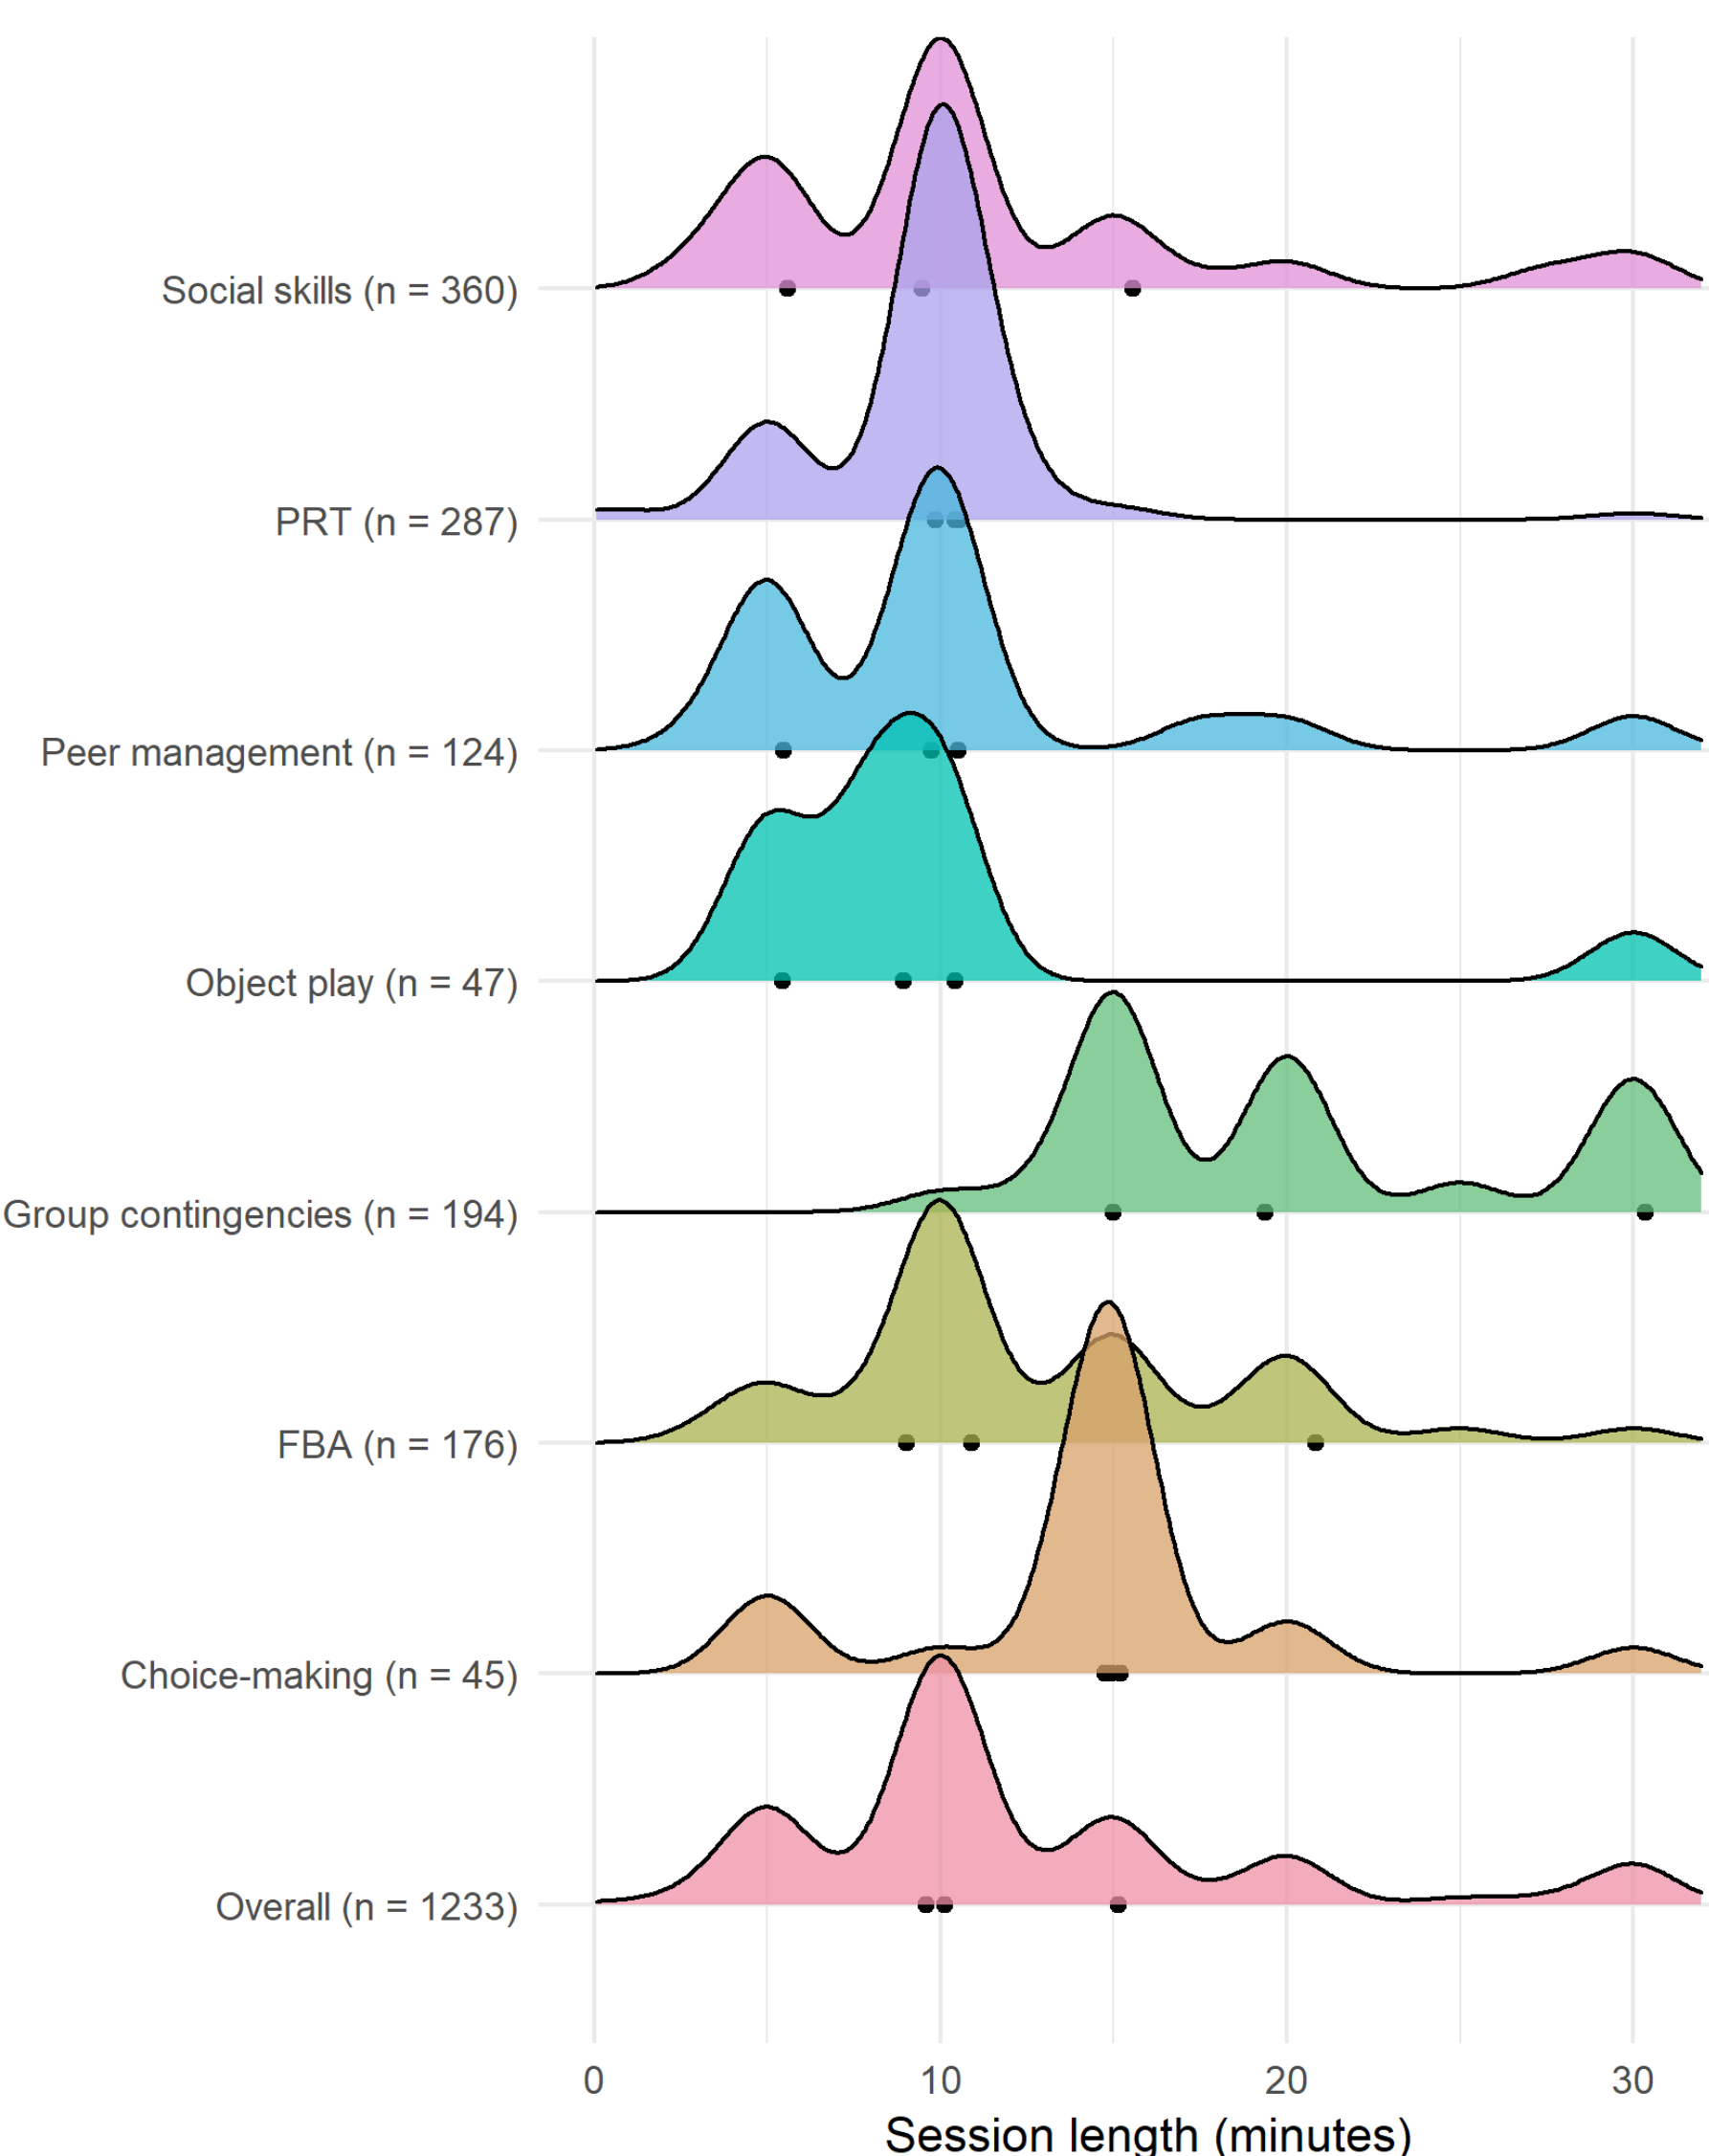 Social skills (n = 360)
PRT (n = 287)
Peer management (n = 124)
Object play (n = 47)
Group contingencies (n = 194)
FBA (n = 176)
Choice-making (n = 45)
Overall (n = 1233)
0 10 20 30
Session length (minutes)